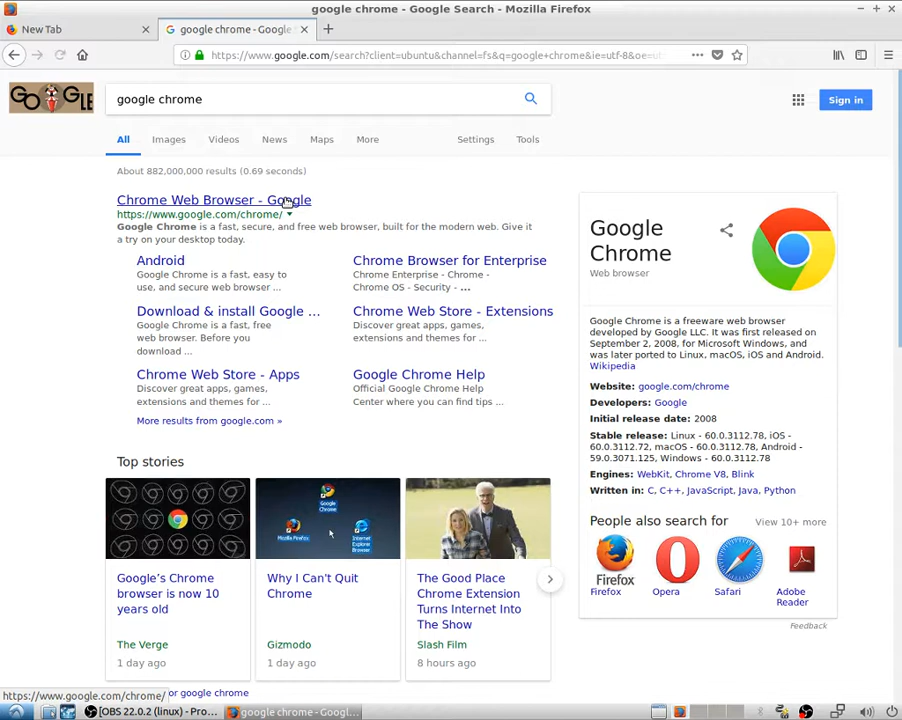 google chrome - Google Search - Mozilla Firefox
New Tab
google chrome - Google S
https://www.google.com/search?client=ubuntu&channel=fs&q=google+chrome&ie=utf-8&oe=ut
GOOGLE
google chrome
Sign in
All Images Videos News Maps More Settings Tools
About 882,000,000 results (0.69 seconds)
Chrome Web Browser - Google
https://www.google.com/chrome/
Google Chrome is a fast, secure, and free web browser, built for the modern web. Give it
a try on your desktop today.
Android
Google Chrome is a fast, easy to
use, and secure web browser ...
Chrome Browser for Enterprise
Chrome Enterprise - Chrome -
Chrome OS - Security - ...
Download & install Google ...
Google Chrome is a fast, free
web browser. Before you
download ...
Chrome Web Store - Extensions
Discover great apps, games,
extensions and themes for ...
Chrome Web Store - Apps
Discover great apps, games,
extensions and themes for ...
Google Chrome Help
Official Google Chrome Help
Center where you can find tips ...
More results from google.com »
Top stories
Google Chrome
Mozilla Firefox
Internet Explorer Browser
Google's Chrome
browser is now 10
years old
The Verge
1 day ago
Why I Can't Quit
Chrome
Gizmodo
1 day ago
The Good Place
Chrome Extension
Turns Internet Into
The Show
Slash Film
8 hours ago
or google chrome
Google
Chrome
Web browser
Google Chrome is a freeware web browser
developed by Google LLC. It was first released on
September 2, 2008, for Microsoft Windows, and
was later ported to Linux, macOS, iOS and Android.
Wikipedia
Website: google.com/chrome
Developers: Google
Initial release date: 2008
Stable release: Linux - 60.0.3112.78, iOS -
60.0.3112.72, macOS - 60.0.3112.78, Android -
59.0.3071.125, Windows - 60.0.3112.78
Engines: WebKit, Chrome V8, Blink
Written in: C, C++, JavaScript, Java, Python
People also search for
View 10+ more
Firefox
Firefox
Opera
Safari
Adobe
Reader
Feedback
https://www.google.com/chrome/
[OBS 22.0.2 (linux) - Pro...
google chrome - Googl...